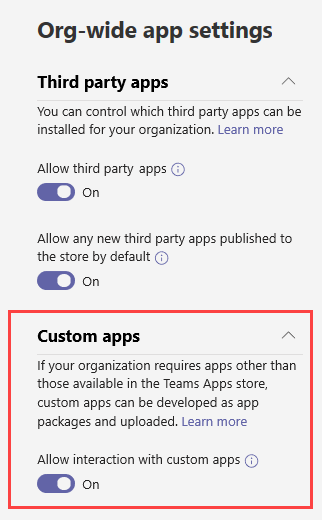 Org-wide app settings
Third party apps
You can control which third party apps can be
installed for your organization. Learn more
Allow third party apps
On
Allow any new third party apps published to
the store by default
On
Custom apps
If your organization requires apps other than
those available in the Teams Apps store,
custom apps can be developed as app
packages and uploaded. Learn more
Allow interaction with custom apps
On